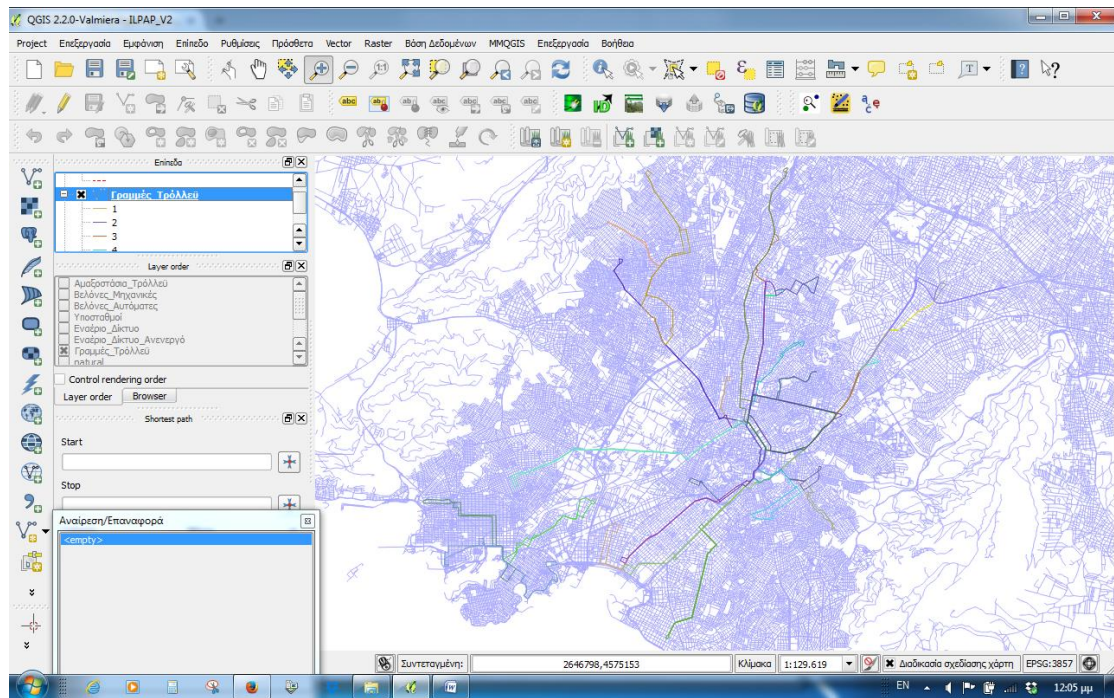 QGIS 2.2.0-Valmiera - ILPAP_V2
Project Επεξεργασία Εμφάνιση Επίπεδο Ρυθμίσεις Πρόσθετα Vector Raster Βάση Δεδομένων MMQGIS Επεξεργασία Βοήθεια
Επίπεδα
Γραμμές_Τρόλλεϋ
1
2
3
4
Layer order
Αμαξοστάσια_Τρόλλεϋ
Βελόνες_Μηχανικές
Βελόνες_Αυτόματες
Υποσταθμοί
Εναέριο_Δίκτυο
Εναέριο_Δίκτυο_Ανενεργό
Γραμμές_Τρόλλεϋ
natural
Control rendering order
Layer order Browser
Shortest path
Start
Stop
Αναίρεση/Επαναφορά
<empty>
Συντεταγμένη: 2646798,4575153 Κλίμακα 1:129.619 Διαδικασία σχεδίασης χάρτη EPSG:3857
EN 12:05 μμ